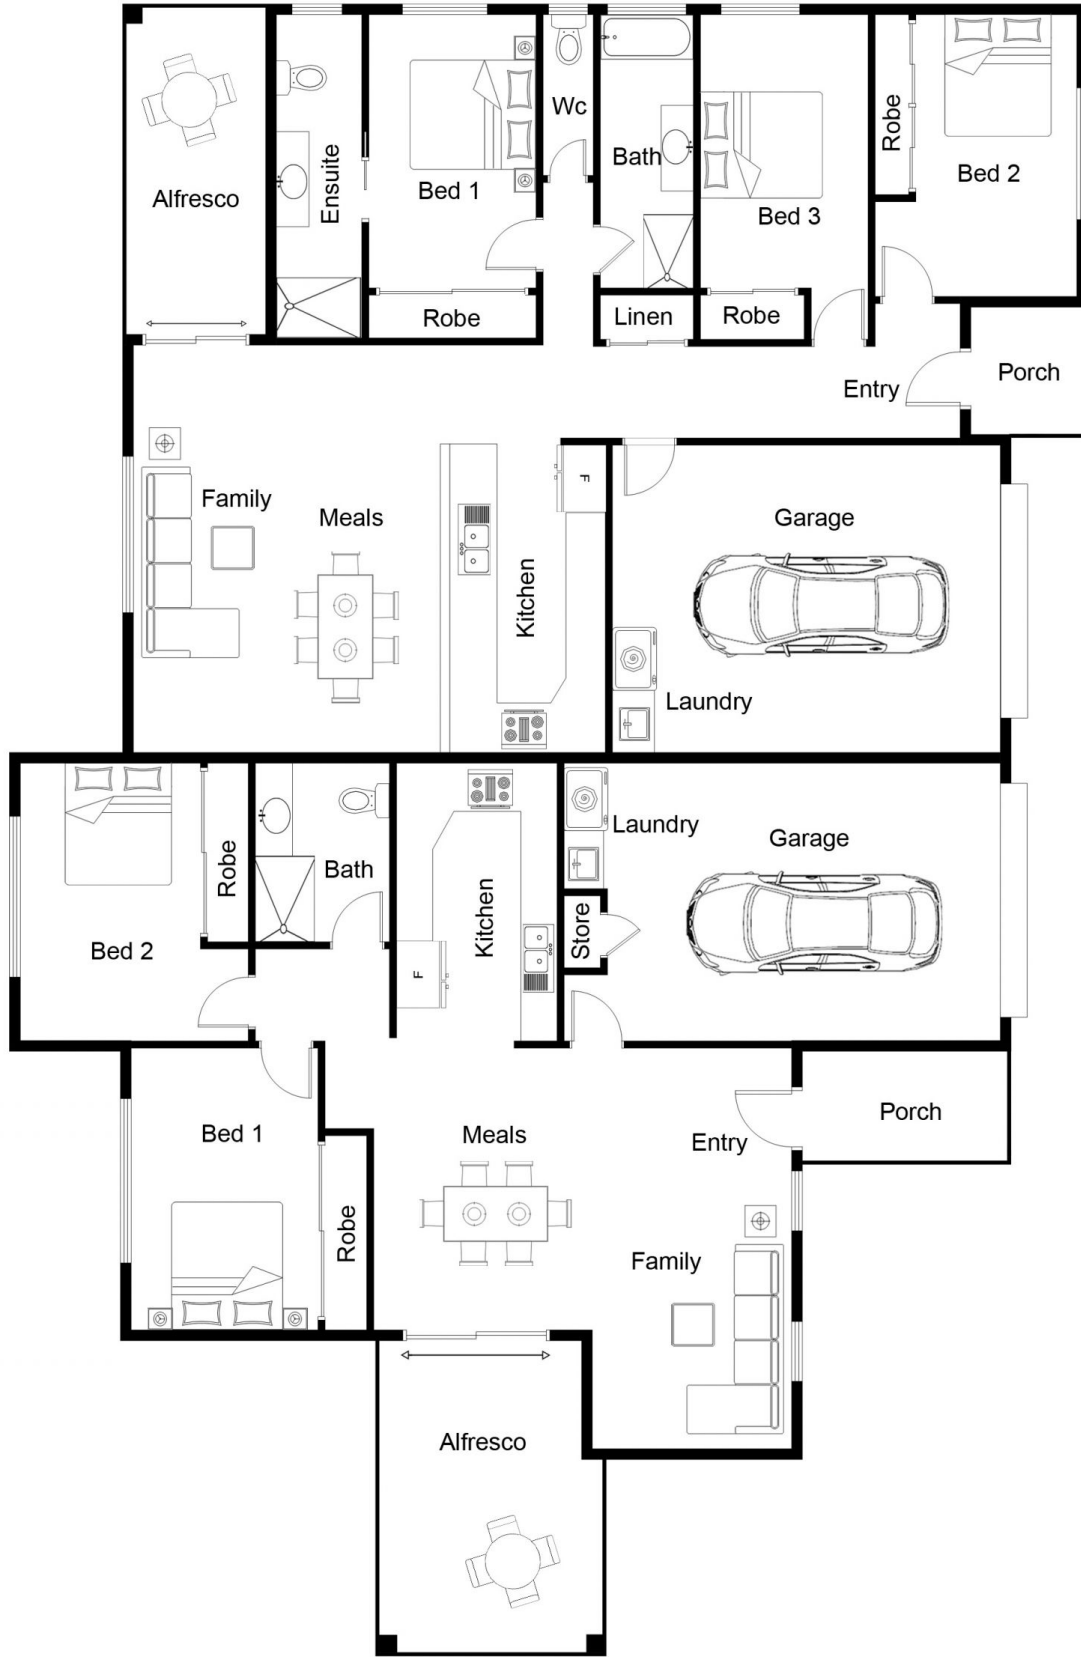 Wc
Robe
Bath
Bed 2
Ensuite
Bed 1
Alfresco
Bed 3
Robe
Linen
Robe
Porch
Entry
F
Family
Meals
Garage
Kitchen
Laundry
Laundry
Garage
Robe
Bath
Kitchen
Store
Bed 2
F
Porch
Bed 1
Meals
Entry
Robe
Family
Alfresco